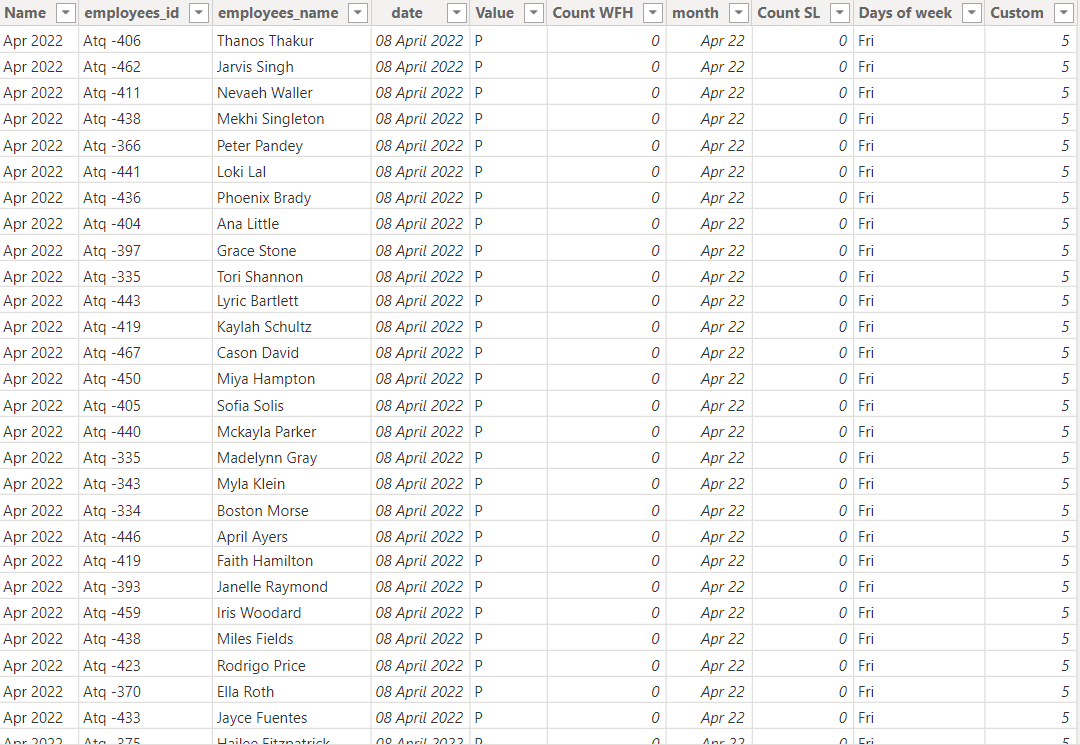 Name employees_id employees_name date Value Count WFH month Count SL Days of week Custom
Apr 2022 Atq -406 Thanos Thakur 08 April 2022 P 0 Apr 22 0 Fri 5
Apr 2022 Atq -462 Jarvis Singh 08 April 2022 P 0 Apr 22 0 Fri 5
Apr 2022 Atq -411 Nevaeh Waller 08 April 2022 P 0 Apr 22 0 Fri 5
Apr 2022 Atq -438 Mekhi Singleton 08 April 2022 P 0 Apr 22 0 Fri 5
Apr 2022 Atq -366 Peter Pandey 08 April 2022 P 0 Apr 22 0 Fri 5
Apr 2022 Atq -441 Loki Lal 08 April 2022 P 0 Apr 22 0 Fri 5
Apr 2022 Atq -436 Phoenix Brady 08 April 2022 P 0 Apr 22 0 Fri 5
Apr 2022 Atq -404 Ana Little 08 April 2022 P 0 Apr 22 0 Fri 5
Apr 2022 Atq -397 Grace Stone 08 April 2022 P 0 Apr 22 0 Fri 5
Apr 2022 Atq -335 Tori Shannon 08 April 2022 P 0 Apr 22 0 Fri 5
Apr 2022 Atq -443 Lyric Bartlett 08 April 2022 P 0 Apr 22 0 Fri 5
Apr 2022 Atq -419 Kaylah Schultz 08 April 2022 P 0 Apr 22 0 Fri 5
Apr 2022 Atq -467 Cason David 08 April 2022 P 0 Apr 22 0 Fri 5
Apr 2022 Atq -450 Miya Hampton 08 April 2022 P 0 Apr 22 0 Fri 5
Apr 2022 Atq -405 Sofia Solis 08 April 2022 P 0 Apr 22 0 Fri 5
Apr 2022 Atq -440 Mckayla Parker 08 April 2022 P 0 Apr 22 0 Fri 5
Apr 2022 Atq -335 Madelynn Gray 08 April 2022 P 0 Apr 22 0 Fri 5
Apr 2022 Atq -343 Myla Klein 08 April 2022 P 0 Apr 22 0 Fri 5
Apr 2022 Atq -334 Boston Morse 08 April 2022 P 0 Apr 22 0 Fri 5
Apr 2022 Atq -446 April Ayers 08 April 2022 P 0 Apr 22 0 Fri 5
Apr 2022 Atq -419 Faith Hamilton 08 April 2022 P 0 Apr 22 0 Fri 5
Apr 2022 Atq -393 Janelle Raymond 08 April 2022 P 0 Apr 22 0 Fri 5
Apr 2022 Atq -459 Iris Woodard 08 April 2022 P 0 Apr 22 0 Fri 5
Apr 2022 Atq -438 Miles Fields 08 April 2022 P 0 Apr 22 0 Fri 5
Apr 2022 Atq -423 Rodrigo Price 08 April 2022 P 0 Apr 22 0 Fri 5
Apr 2022 Atq -370 Ella Roth 08 April 2022 P 0 Apr 22 0 Fri 5
Apr 2022 Atq -433 Jayce Fuentes 08 April 2022 P 0 Apr 22 0 Fri 5
Apr 2022 Atq -375 Hailee Fitzpatrick 08 April 2022 P 0 Apr 22 0 Fri 5